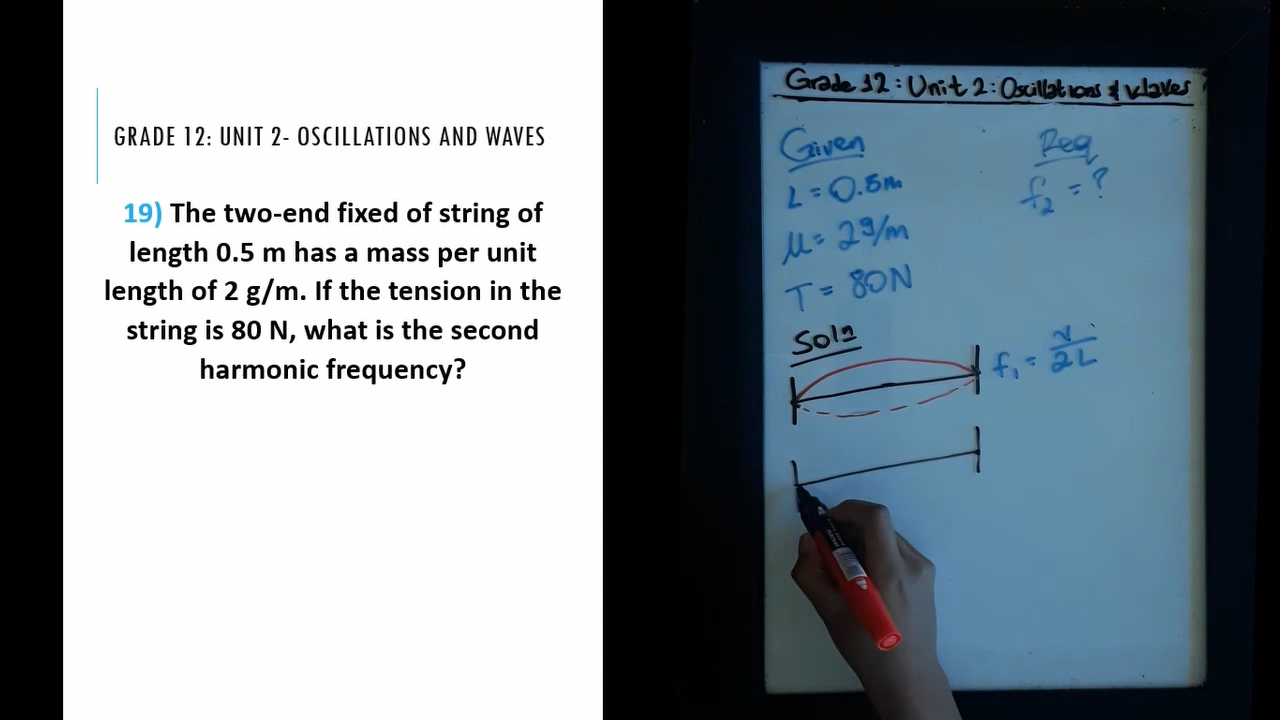 GRADE 12: UNIT 2- OSCILLATIONS AND WAVES
19) The two-end fixed of string of
length 0.5 m has a mass per unit
length of 2 g/m. If the tension in the
string is 80 N, what is the second
harmonic frequency?
Grade 12: Unit 2: Oscillations & Waves
Given
L = 0.5m
μ = 2g/m
T = 80N
Req
f₂ = ?
Soln
f₁ = v/2L